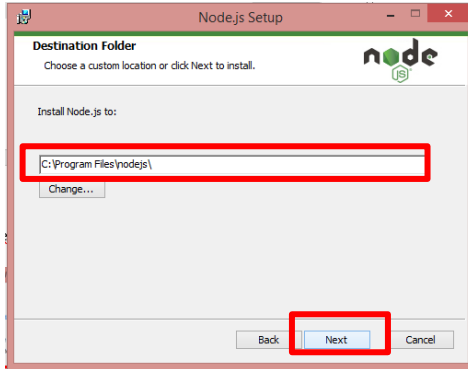 Node.js Setup
Destination Folder
Choose a custom location or click Next to install.
node
JS
Install Node.js to:
C:\Program Files\nodejs\
Change...
Back Next Cancel